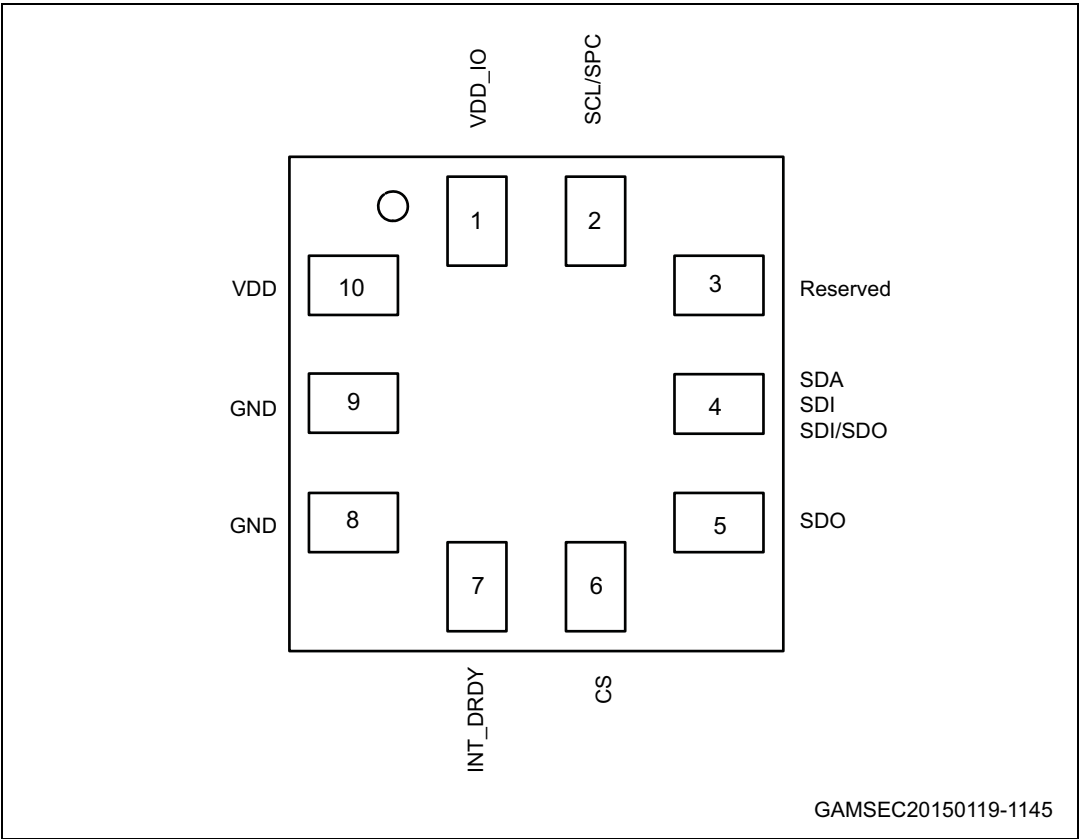 VDD_IO
SCL/SPC
1
2
VDD
10
3
Reserved
GND
9
4
SDA
SDI
SDI/SDO
GND
8
5
SDO
7
6
INT_DRDY
CS
GAMSEC20150119-1145